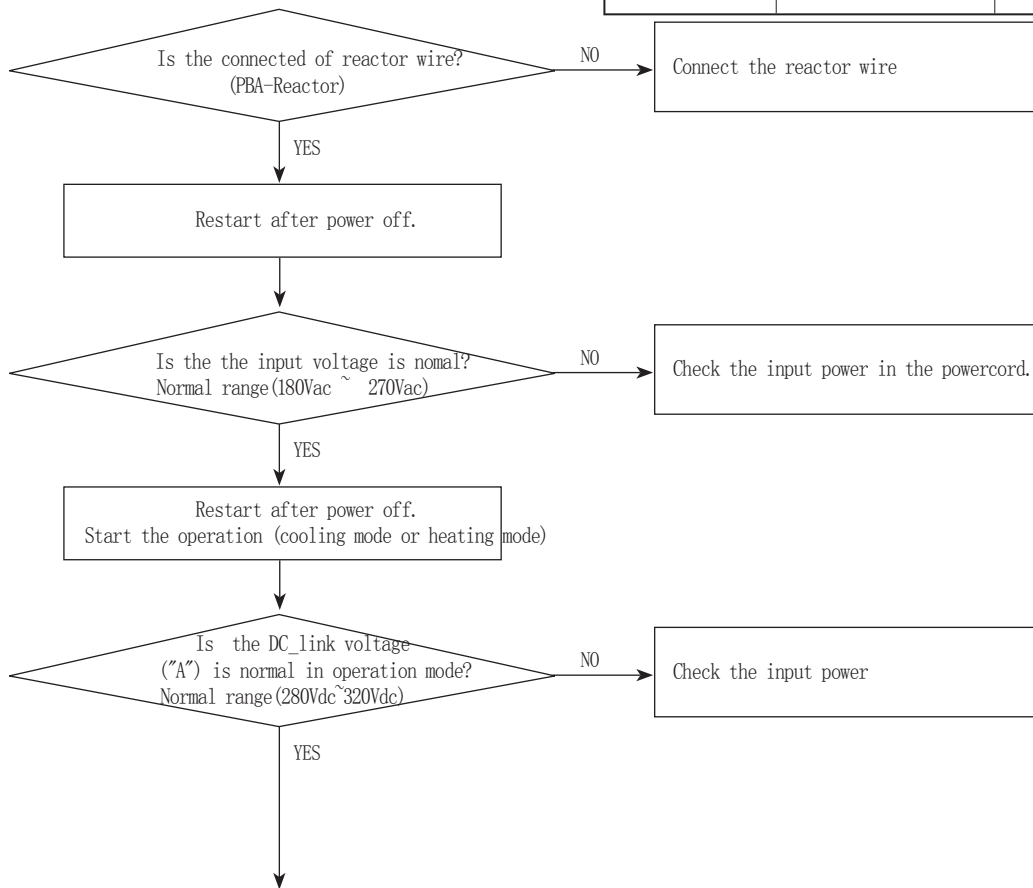 Is the connected of reactor wire?
(PBA-Reactor)
NO
Connect the reactor wire
YES
Restart after power off.
Is the the input voltage is nomal?
Normal range(180Vac ~ 270Vac)
NO
Check the input power in the powercord.
YES
Restart after power off.
Start the operation (cooling mode or heating mode)
Is the DC_link voltage
("A") is normal in operation mode?
Normal range(280Vdc~320Vdc)
NO
Check the input power
YES